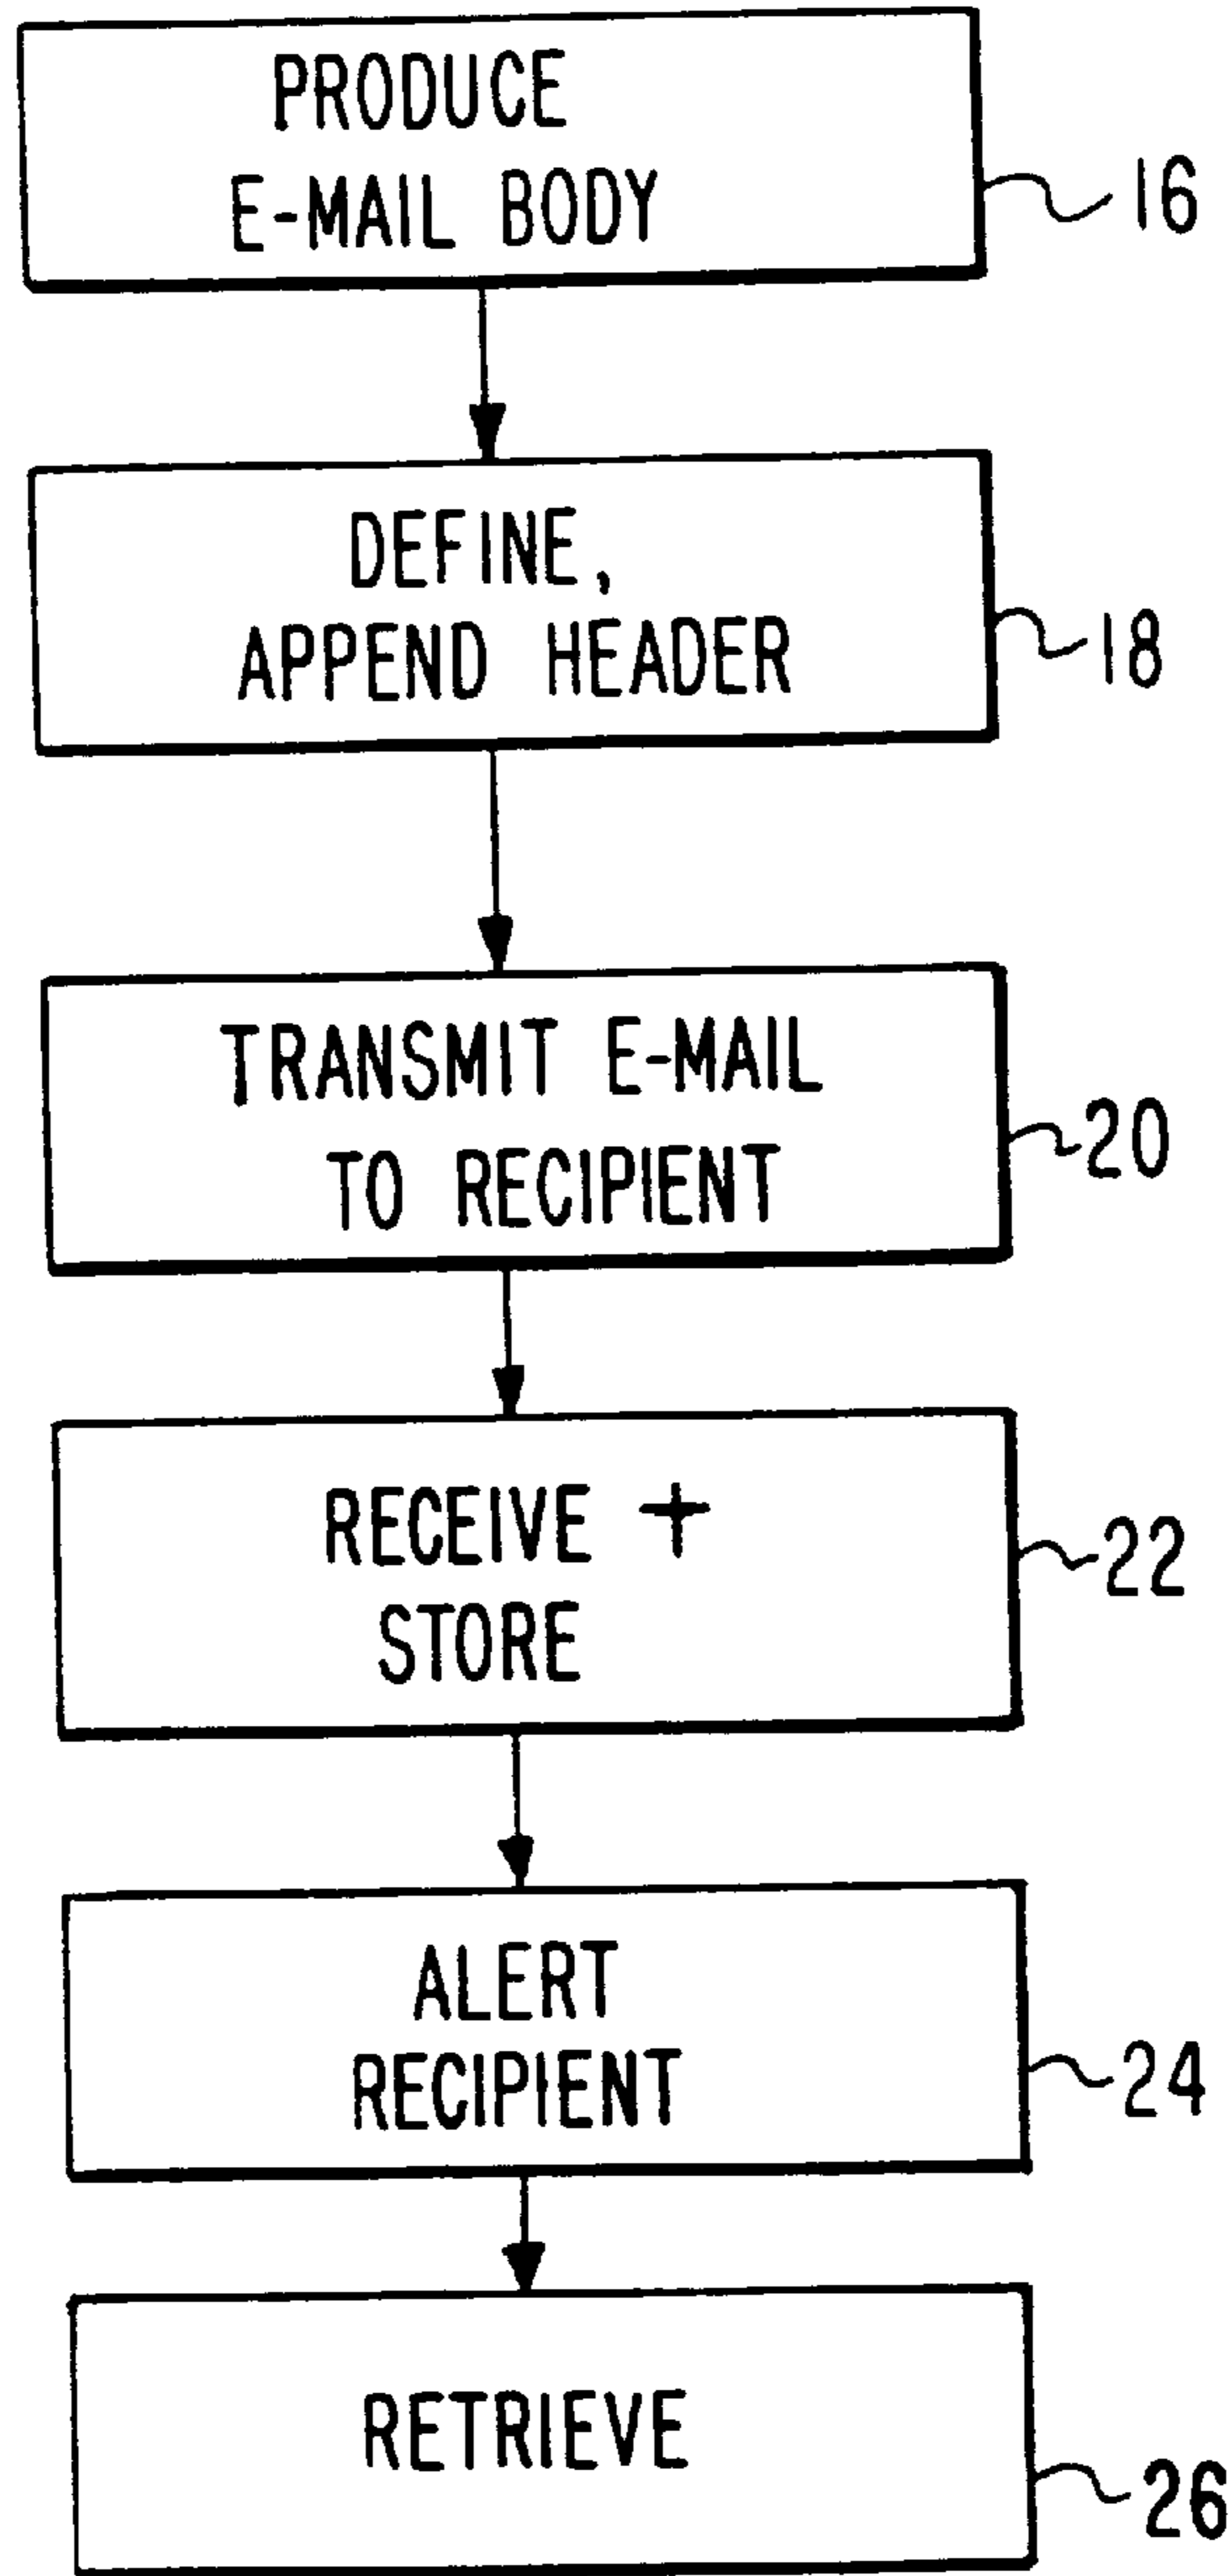 PRODUCE
E-MAIL BODY
16
DEFINE,
APPEND HEADER
18
TRANSMIT E-MAIL
TO RECIPIENT
20
RECEIVE +
STORE
22
ALERT
RECIPIENT
24
RETRIEVE
26